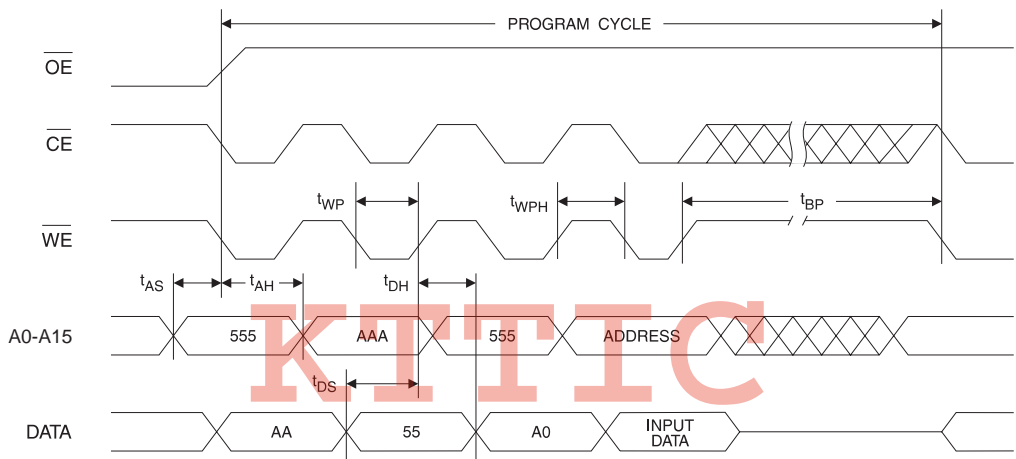 PROGRAM CYCLE
OE
CE
tWP
tWPH
tBP
WE
tAS
tAH
tDH
A0-A15
555
AAA
555
ADDRESS
KTTIC
tDS
DATA
AA
55
A0
INPUT
DATA